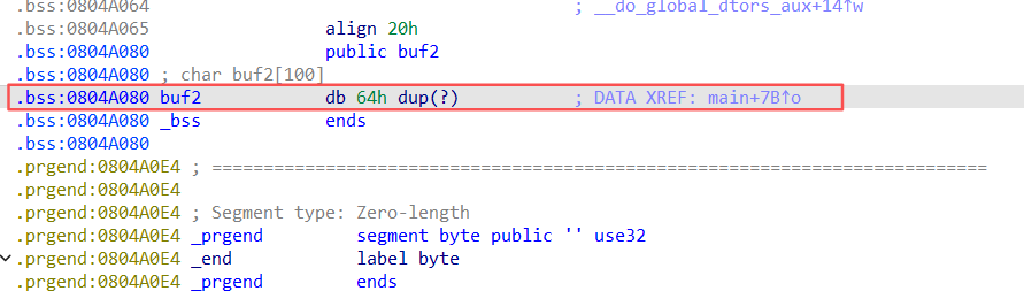 .bss:0804A064 ; __do_global_dtors_aux+14↑w
.bss:0804A065 align 20h
.bss:0804A080 public buf2
.bss:0804A080 ; char buf2[100]
.bss:0804A080 buf2 db 64h dup(?) ; DATA XREF: main+7B↑o
.bss:0804A080 _bss ends
.bss:0804A080
.prgend:0804A0E4 ; ===========================================================================
.prgend:0804A0E4
.prgend:0804A0E4 ; Segment type: Zero-length
.prgend:0804A0E4 _prgend segment byte public '' use32
.prgend:0804A0E4 _end label byte
.prgend:0804A0E4 _prgend ends